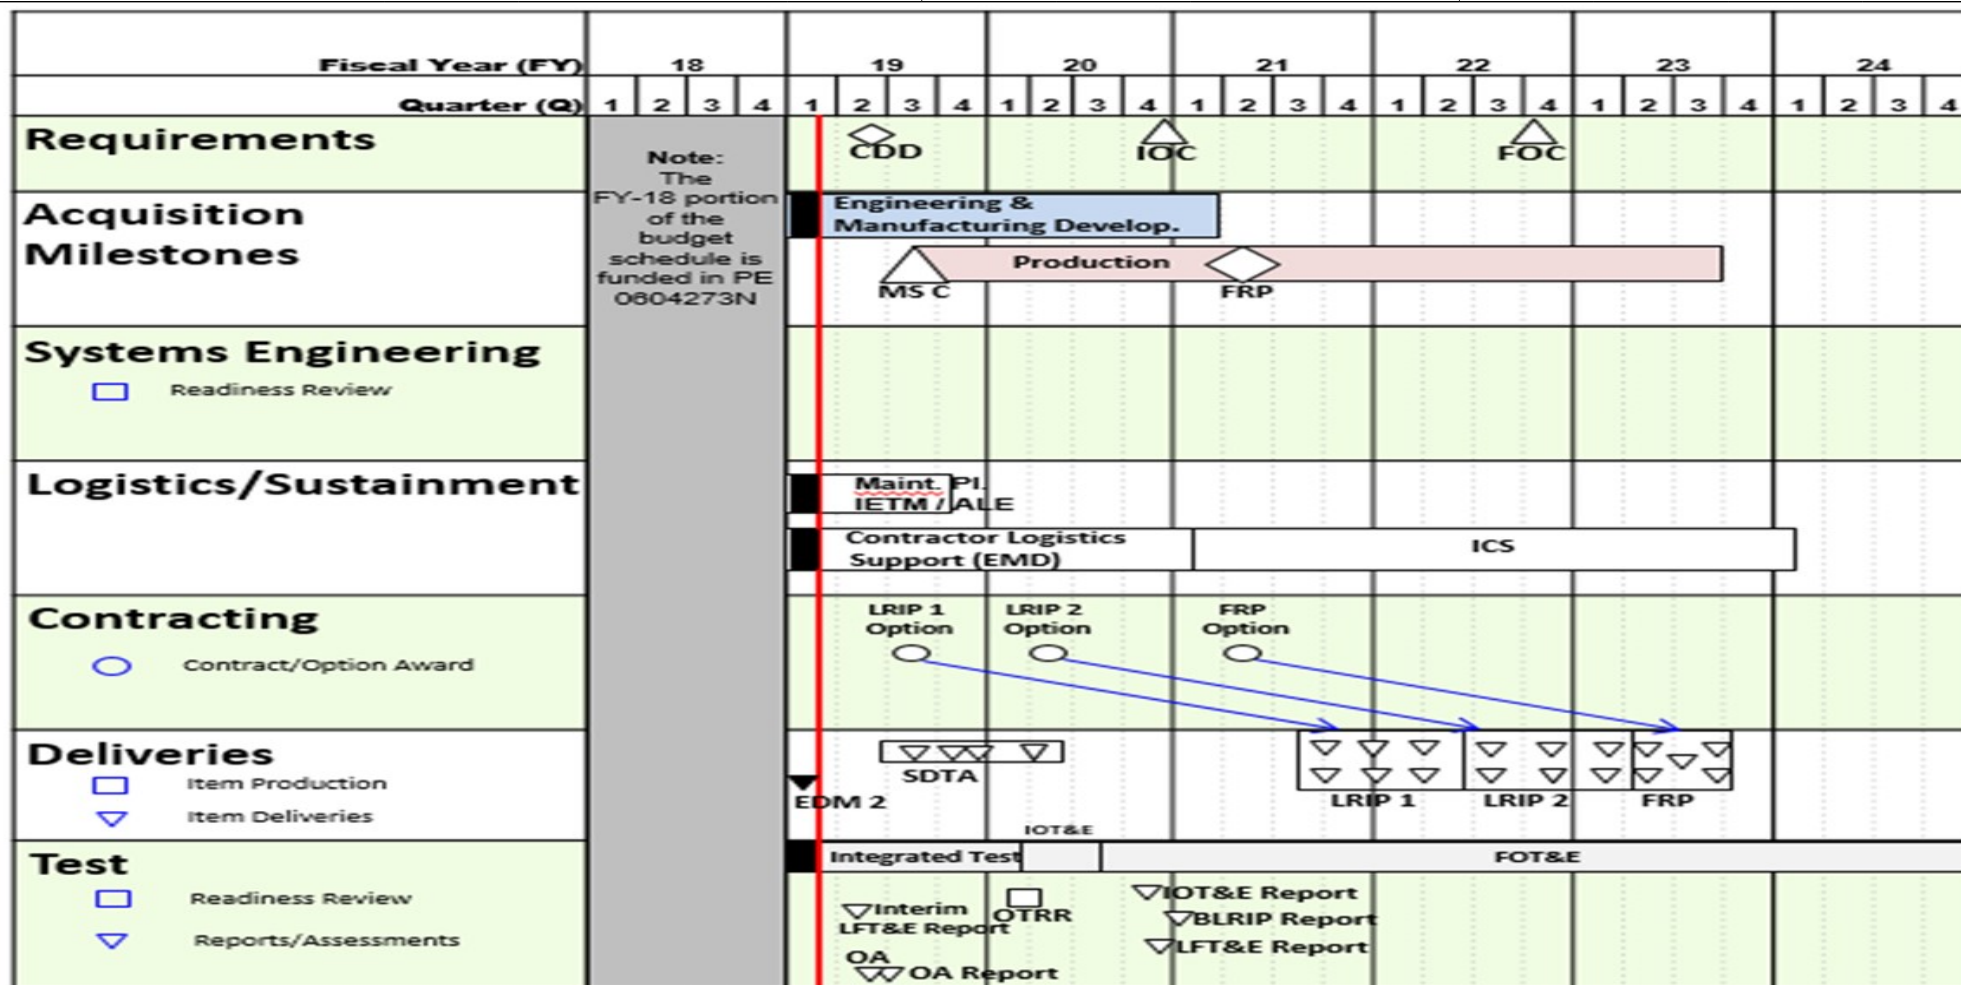 Fiscal Year (FY) 18 19 20 21 22 23 24
Quarter (Q) 1 2 3 4 1 2 3 4 1 2 3 4 1 2 3 4 1 2 3 4 1 2 3 4 1 2 3 4
Requirements
CDD IOC FOC
Note:
The
FY-18 portion
of the
budget
schedule is
funded in PE
0604273N
Acquisition
Milestones
Engineering &
Manufacturing Develop.
Production
MS C FRP
Systems Engineering
Readiness Review
Logistics/Sustainment
Maint. Pl.
IETM / ALE
Contractor Logistics
Support (EMD)
ICS
Contracting
Contract/Option Award
LRIP 1
Option
LRIP 2
Option
FRP
Option
Deliveries
Item Production
Item Deliveries
EDM 2
SDTA
LRIP 1 LRIP 2 FRP
IOT&E
Test
Integrated Test FOT&E
Readiness Review
Reports/Assessments
Interim
LFT&E Report
OTRR
IOT&E Report
BLRIP Report
LFT&E Report
OA
OA Report